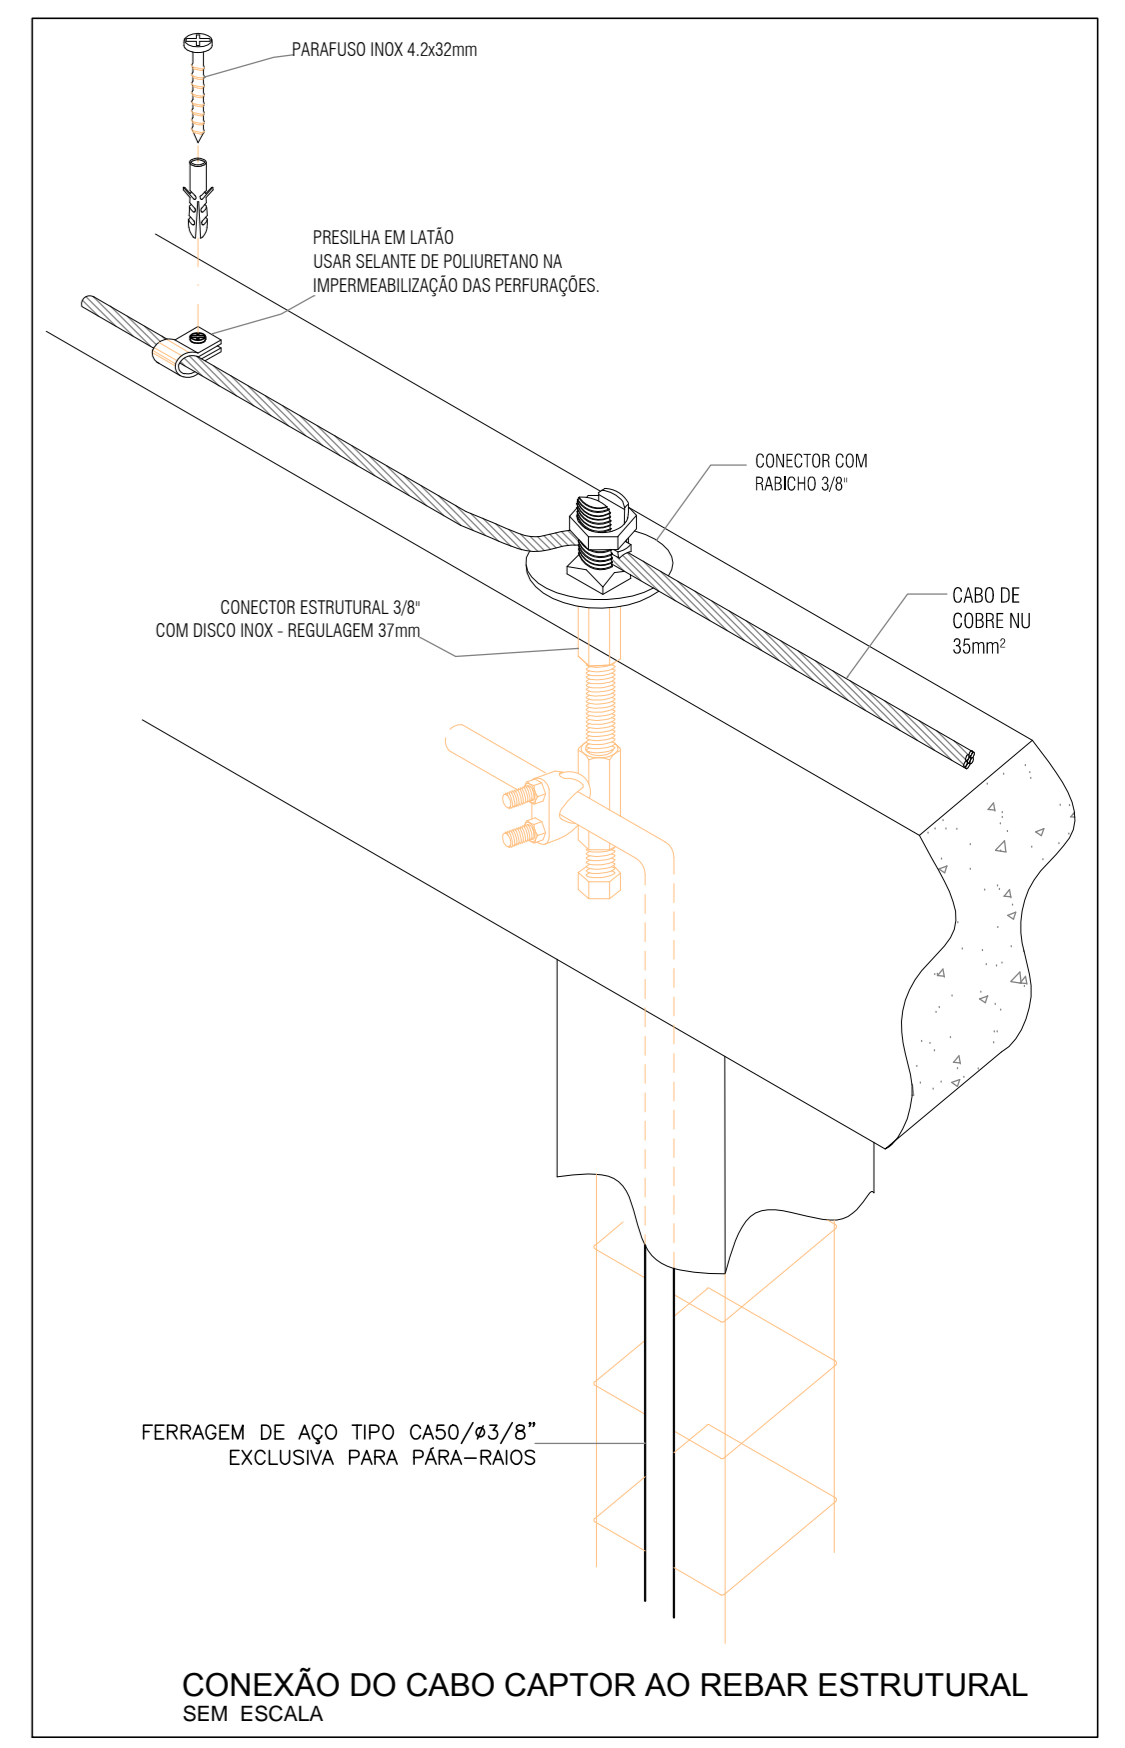 PARAFUSO INOX 4.2x32mm
PRESILHA EM LATÃO
USAR SELANTE DE POLIURETANO NA
IMPERMEABILIZAÇÃO DAS PERFURAÇÕES.
CONECTOR COM
RABICHO 3/8"
CONECTOR ESTRUTURAL 3/8"
COM DISCO INOX - REGULAGEM 37mm
CABO DE
COBRE NU
35mm²
FERRAGEM DE AÇO TIPO CA50/ø3/8”
EXCLUSIVA PARA PÁRA-RAIOS
CONEXÃO DO CABO CAPTOR AO REBAR ESTRUTURAL
SEM ESCALA